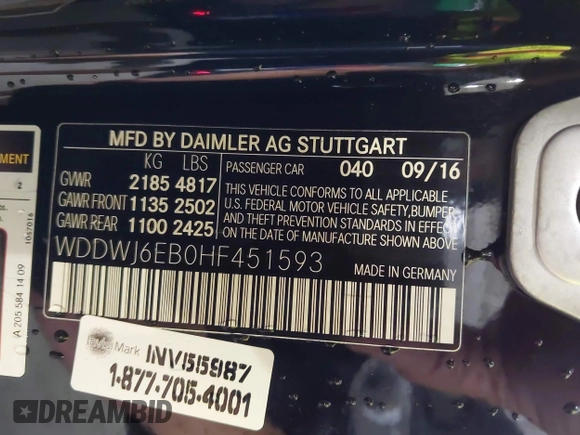 MFD BY DAIMLER AG STUTTGART
KG LBS
GVWR 2185 4817
GAWR FRONT 1135 2502
GAWR REAR 1100 2425
PASSENGER CAR 040 09/16
THIS VEHICLE CONFORMS TO ALL APPLICABLE
U.S. FEDERAL MOTOR VEHICLE SAFETY, BUMPER,
AND THEFT PREVENTION STANDARDS IN EFFECT
ON THE DATE OF MANUFACTURE SHOWN ABOVE.
WDDWJ6EB0HF451593
MADE IN GERMANY
EMENT
1057016
A 205 584 14 09
Mark
INV55987
1-877-705-4001
DREAMBID